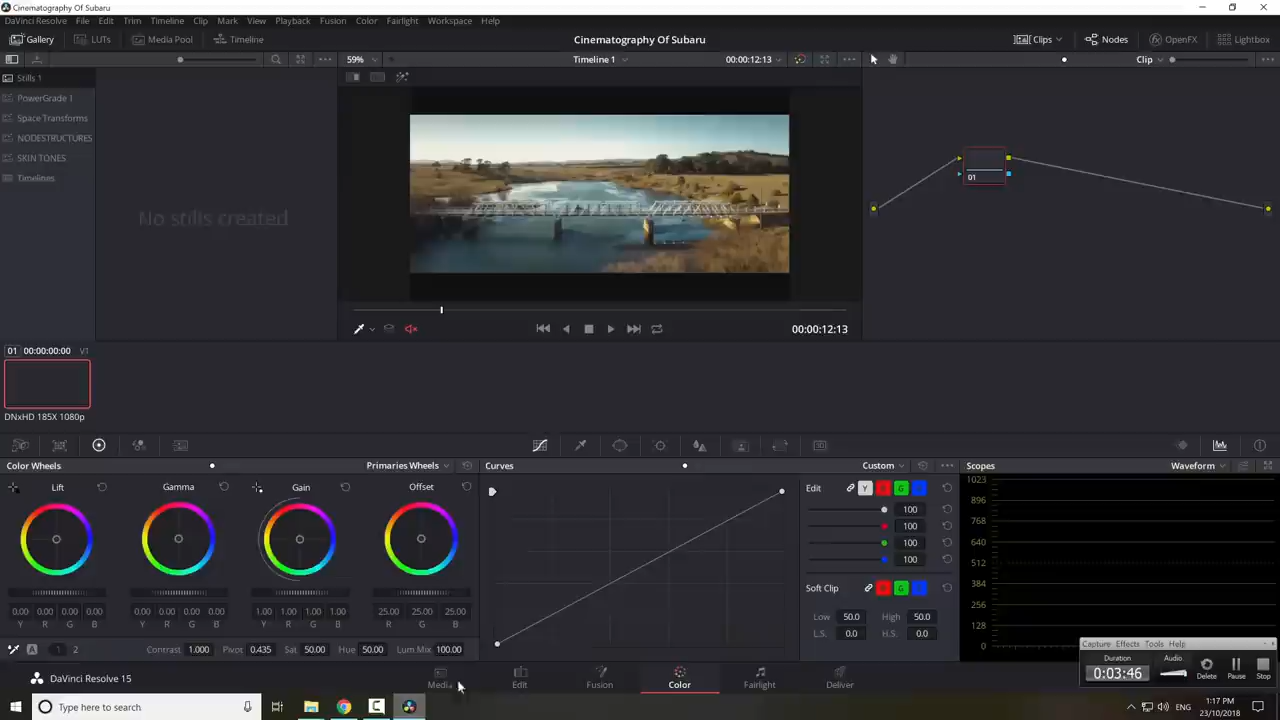 Cinematography Of Subaru
DaVinci Resolve File Edit Trim Timeline Clip Mark View Playback Fusion Color Fairlight Workspace Help
Gallery LUTs Media Pool Timeline Cinematography Of Subaru Clips Nodes OpenFX Lightbox
59% Timeline 1 00:00:12:13 Clip
Stills 1
PowerGrade 1
Space Transforms
NODESTRUCTURES
SKIN TONES
Timelines
No stills created
01
00:00:12:13
01 00:00:00:00 V1
DNxHD 185X 1080p
Color Wheels Primaries Wheels Curves Custom Scopes Waveform
Lift Gamma Gain Offset
0.00 0.00 0.00 0.00 0.00 0.00 0.00 0.00 1.00 1.00 1.00 1.00 25.00 25.00 25.00
Y R G B Y R G B Y R G B R G B
A 1 2 Contrast 1.000 Pivot 0.435 Sat 50.00 Hue 50.00 Lum Mix 100.00
Edit Y R G B
100
100
100
100
Soft Clip R G B
Low 50.0 High 50.0
L.S. 0.0 H.S. 0.0
1023
896
768
640
512
384
256
128
0
Capture Effects Tools Help
Duration Audio
0:03:46 Delete Pause Stop
DaVinci Resolve 15 Media Edit Fusion Color Fairlight Deliver
Type here to search
ENG 1:17 PM
23/10/2018